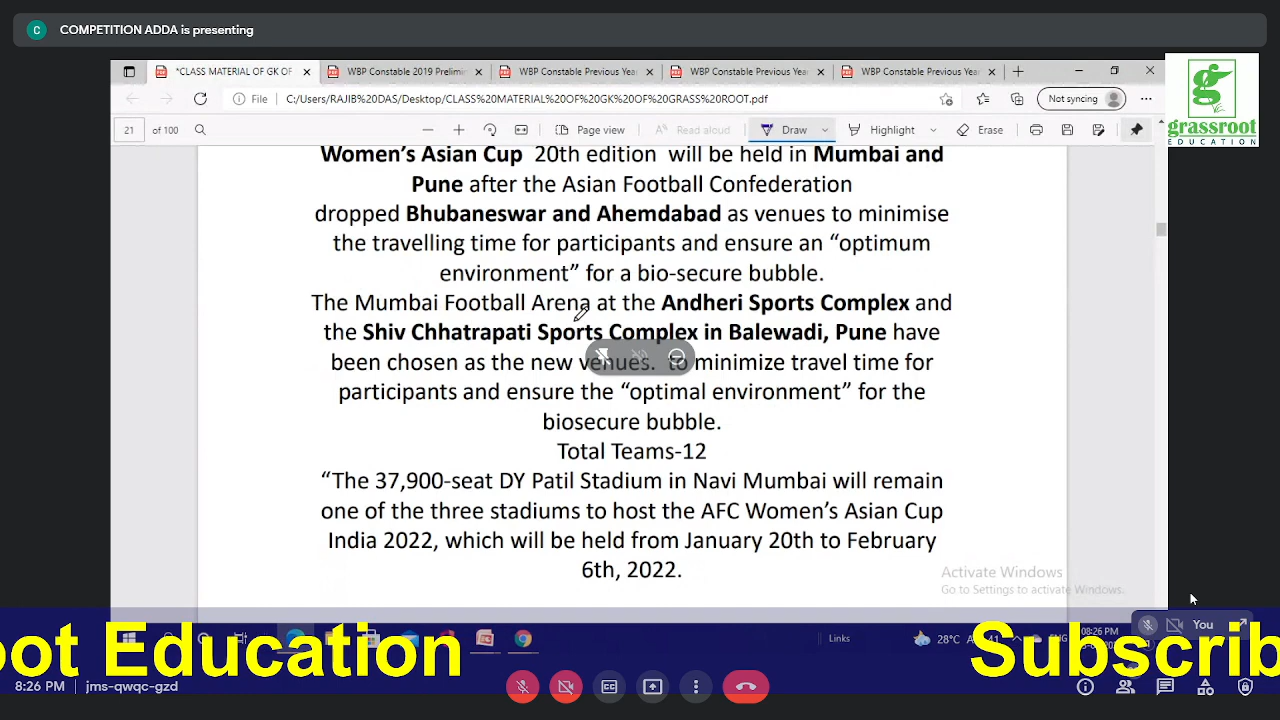 C COMPETITION ADDA is presenting
grassroot
EDUCATION
*CLASS MATERIAL OF GK OF
WBP Constable 2019 Prelimin
WBP Constable Previous Yea
WBP Constable Previous Year
WBP Constable Previous Year
File C:/Users/RAJIB%20DAS/Desktop/CLASS%20MATERIAL%20OF%20GK%20OF%20GRASS%20ROOT.pdf Not syncing
21 of 100 Page view Read aloud Draw Highlight Erase
Women’s Asian Cup 20th edition will be held in Mumbai and
Pune after the Asian Football Confederation
dropped Bhubaneswar and Ahemdabad as venues to minimise
the travelling time for participants and ensure an “optimum
environment” for a bio-secure bubble.
The Mumbai Football Arena at the Andheri Sports Complex and
the Shiv Chhatrapati Sports Complex in Balewadi, Pune have
been chosen as the new venues. to minimize travel time for
participants and ensure the “optimal environment” for the
biosecure bubble.
Total Teams-12
“The 37,900-seat DY Patil Stadium in Navi Mumbai will remain
one of the three stadiums to host the AFC Women’s Asian Cup
India 2022, which will be held from January 20th to February
6th, 2022.
Activate Windows
Go to Settings to activate Windows.
Links 28°C 08:26 PM
You
oot Education Subscrib
8:26 PM jms-qwqc-gzd